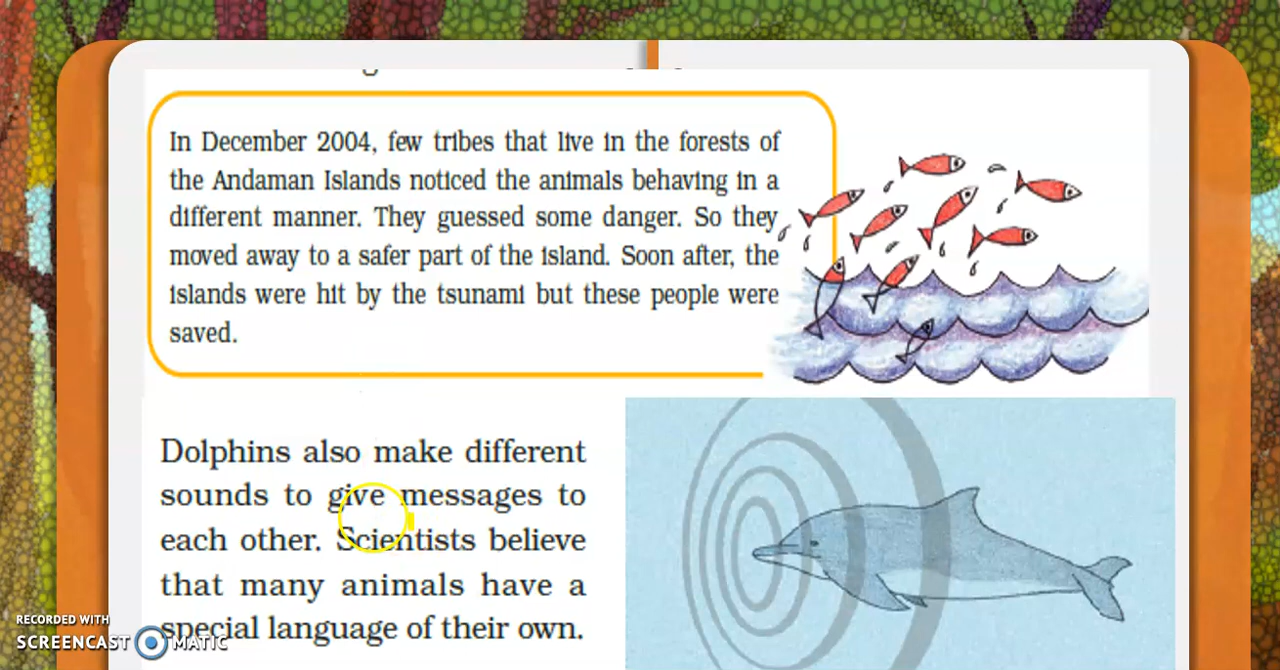 In December 2004, few tribes that live in the forests of
the Andaman Islands noticed the animals behaving in a
different manner. They guessed some danger. So they
moved away to a safer part of the island. Soon after, the
islands were hit by the tsunami but these people were
saved.
Dolphins also make different
sounds to give messages to
each other. Scientists believe
that many animals have a
special language of their own.
RECORDED WITH
SCREENCAST MATIC